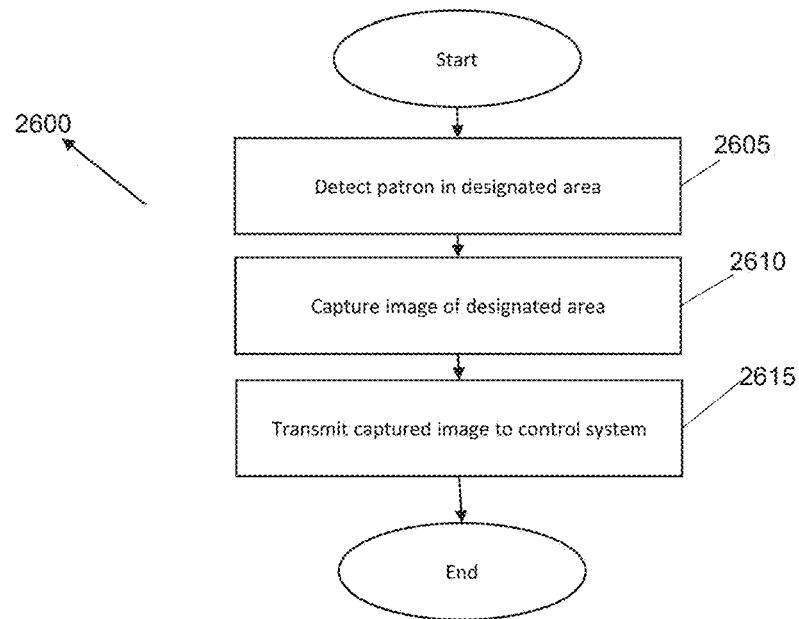 Start
2600
2605
Detect patron in designated area
2610
Capture image of designated area
2615
Transmit captured image to control system
End